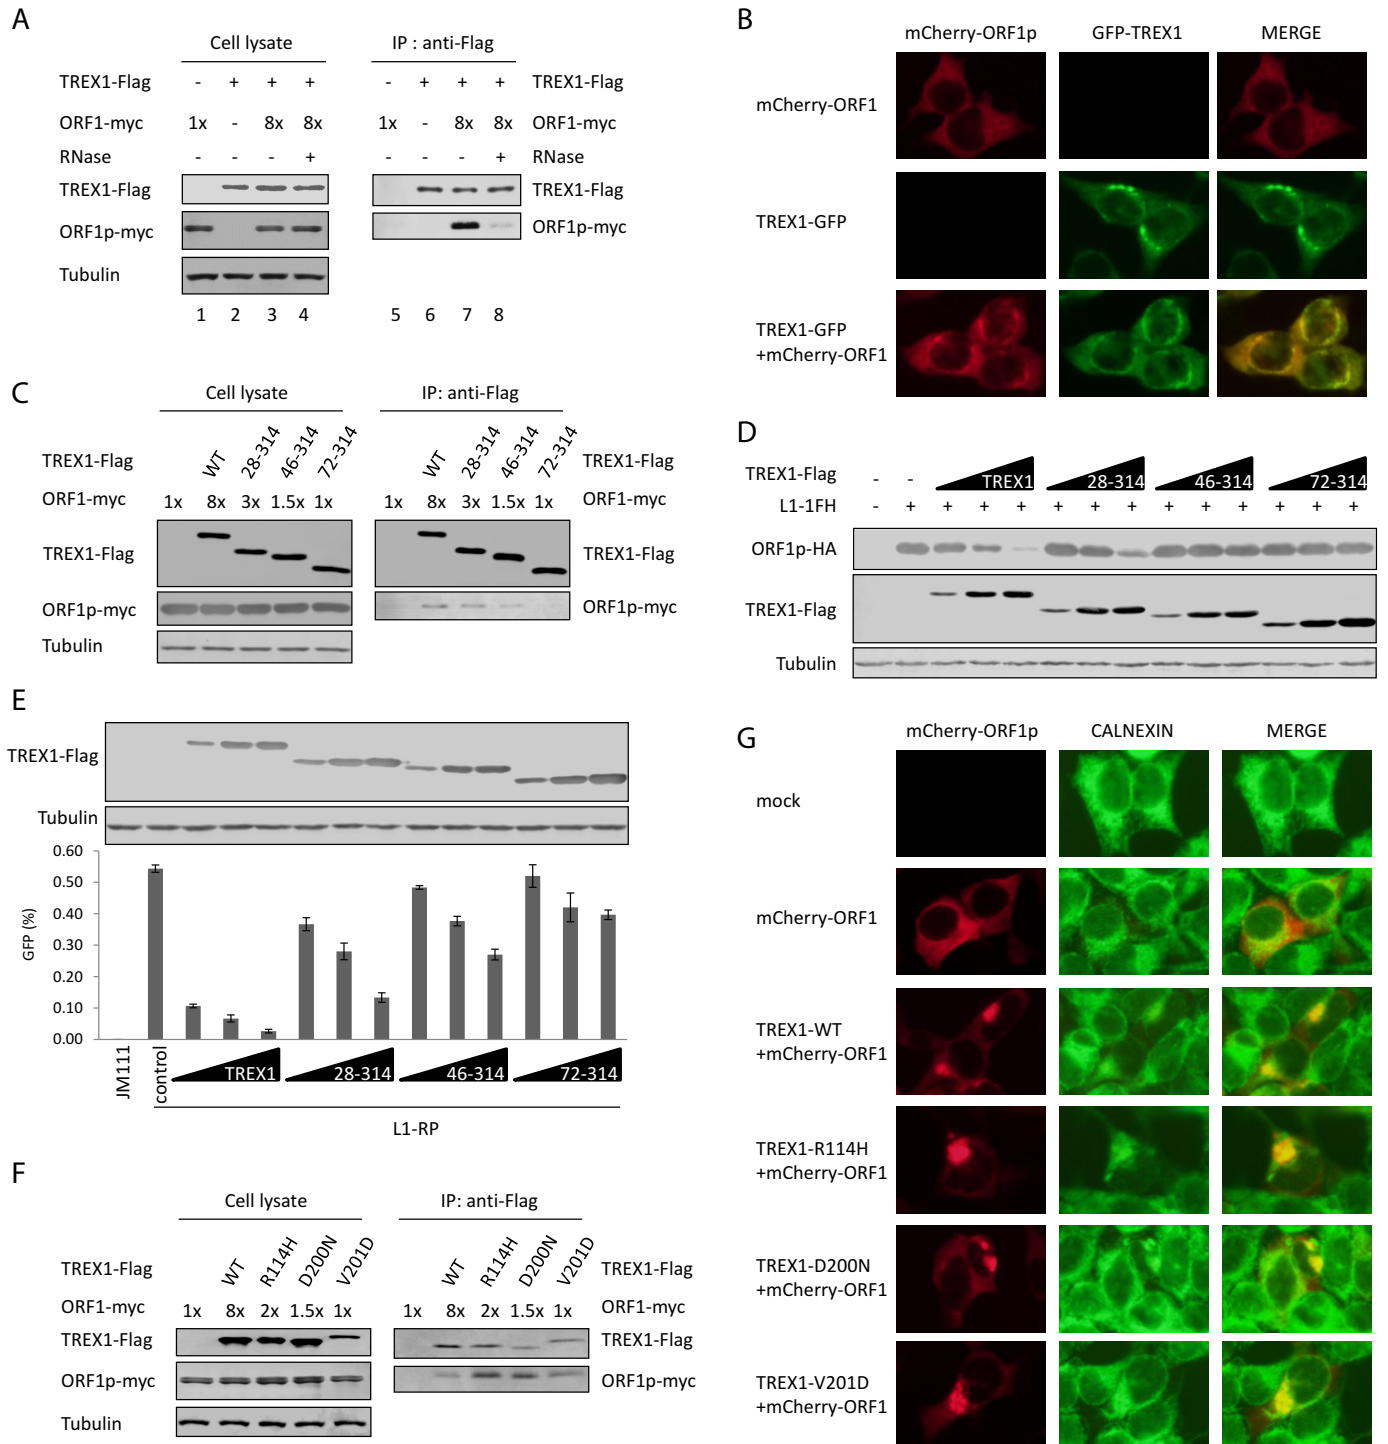 A
Cell lysate
IP : anti-Flag
TREX1-Flag - + + + - + + + TREX1-Flag
ORF1-myc 1x - 8x 8x 1x - 8x 8x ORF1-myc
RNase - - - + - - - + RNase
TREX1-Flag TREX1-Flag
ORF1p-myc ORF1p-myc
Tubulin
1 2 3 4 5 6 7 8
B
mCherry-ORF1p GFP-TREX1 MERGE
mCherry-ORF1
TREX1-GFP
TREX1-GFP
+mCherry-ORF1
C
Cell lysate IP: anti-Flag
TREX1-Flag WT 28-314 46-314 72-314 WT 28-314 46-314 72-314 TREX1-Flag
ORF1-myc 1x 8x 3x 1.5x 1x 1x 8x 3x 1.5x 1x ORF1-myc
TREX1-Flag TREX1-Flag
ORF1p-myc ORF1p-myc
Tubulin
D
TREX1-Flag - - TREX1 28-314 46-314 72-314
L1-1FH - + + + + + + + + + + + + +
ORF1p-HA
TREX1-Flag
Tubulin
E
TREX1-Flag
Tubulin
GFP (%)
0.60
0.50
0.40
0.30
0.20
0.10
0.00
JM111 control TREX1 28-314 46-314 72-314
L1-RP
F
Cell lysate IP: anti-Flag
TREX1-Flag WT R114H D200N V201D WT R114H D200N V201D TREX1-Flag
ORF1-myc 1x 8x 2x 1.5x 1x 1x 8x 2x 1.5x 1x ORF1-myc
TREX1-Flag TREX1-Flag
ORF1p-myc ORF1p-myc
Tubulin
G
mCherry-ORF1p CALNEXIN MERGE
mock
mCherry-ORF1
TREX1-WT
+mCherry-ORF1
TREX1-R114H
+mCherry-ORF1
TREX1-D200N
+mCherry-ORF1
TREX1-V201D
+mCherry-ORF1